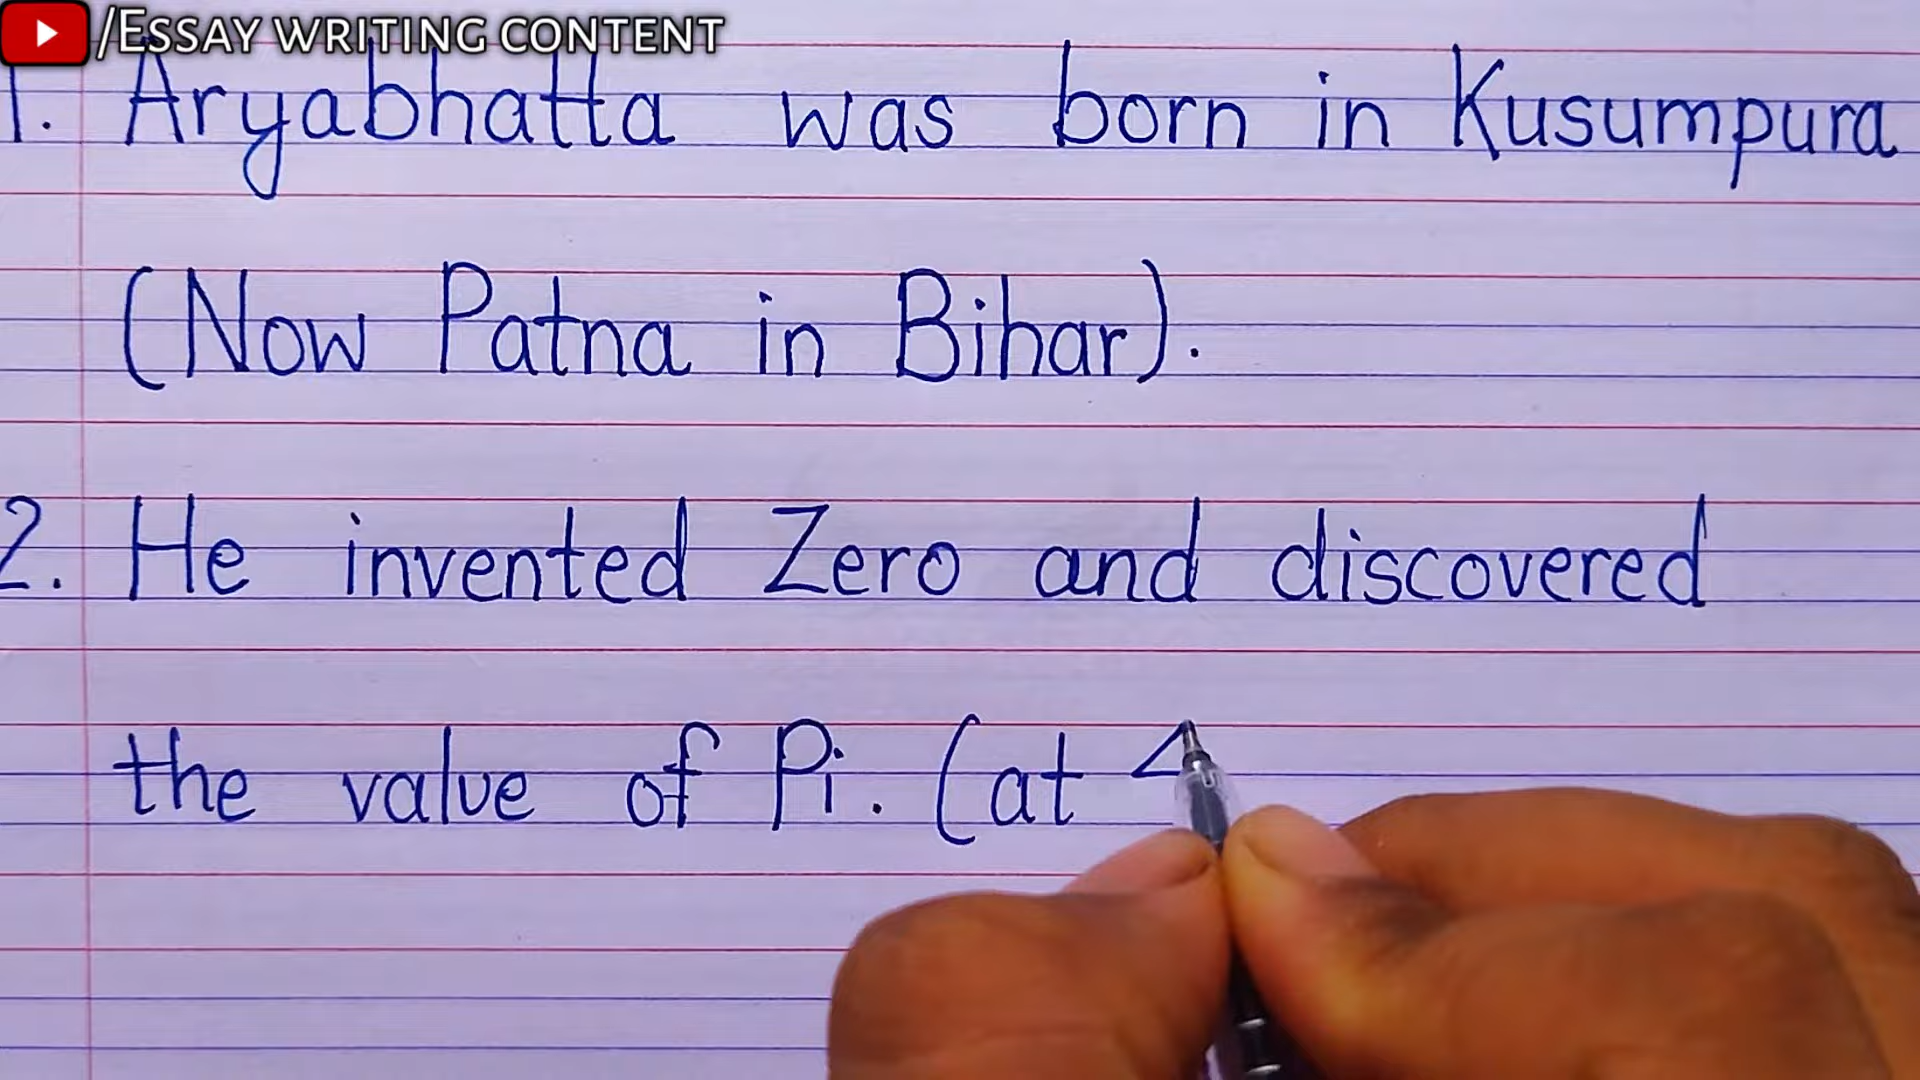 /ESSAY WRITING CONTENT
1. Aryabhatta was born in Kusumpura
(Now Patna in Bihar).
2. He invented Zero and discovered
the value of Pi. (at